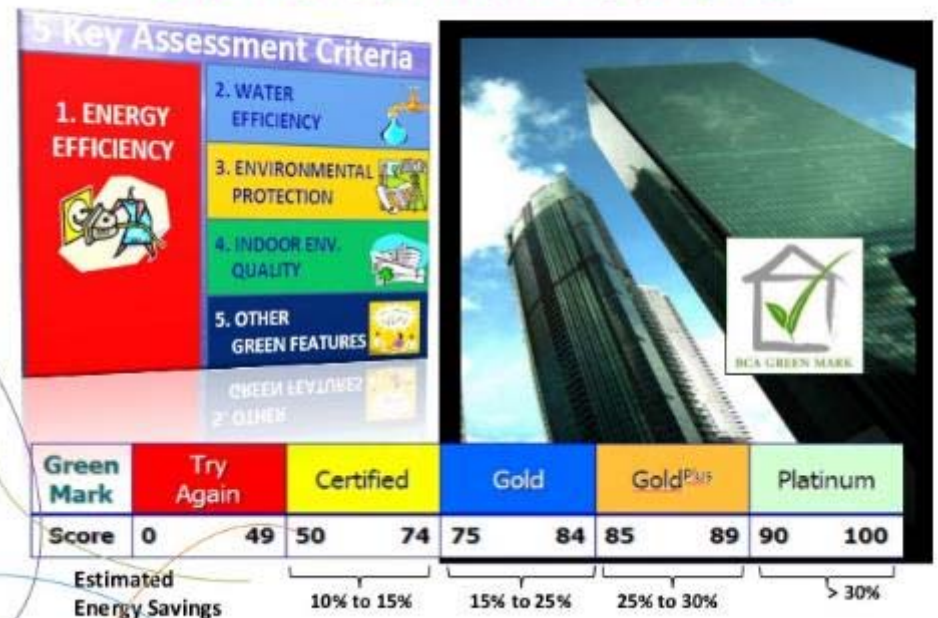 5 Key Assessment Criteria
1. ENERGY
EFFICIENCY
2. WATER
EFFICIENCY
3. ENVIRONMENTAL
PROTECTION
4. INDOOR ENV.
QUALITY
5. OTHER
GREEN FEATURES
BCA GREEN MARK
Green Mark Try Again Certified Gold GoldPlus Platinum
Score 0 49 50 74 75 84 85 89 90 100
Estimated
Energy Savings 10% to 15% 15% to 25% 25% to 30% > 30%